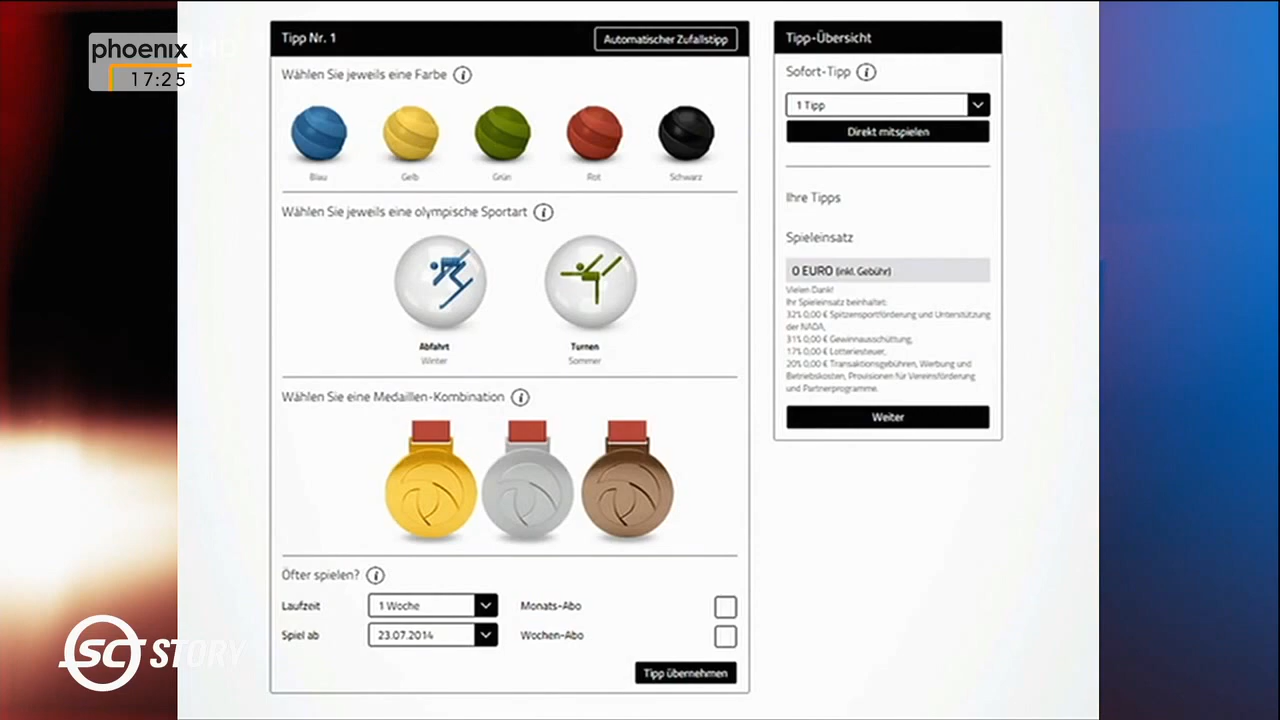 phoenix HD
17:25
Tipp Nr. 1
Automatischer Zufallstipp
Wählen Sie jeweils eine Farbe
Blau
Gelb
Grün
Rot
Schwarz
Wählen Sie jeweils eine olympische Sportart
Abfahrt
Winter
Turnen
Sommer
Wählen Sie eine Medaillen-Kombination
Öfter spielen?
Laufzeit
1 Woche
Monats-Abo
Spiel ab
23.07.2014
Wochen-Abo
Tipp übernehmen
Tipp-Übersicht
Sofort-Tipp
1 Tipp
Direkt mitspielen
Ihre Tipps
Spieleinsatz
0 EURO (inkl. Gebühr)
Vielen Dank!
Ihr Spieleinsatz beinhaltet:
32% 0,00 € Spitzensportförderung und Unterstützung
der NADA,
31% 0,00 € Gewinnausschüttung,
17% 0,00 € Lotteriesteuer,
20% 0,00 € Transaktionsgebühren, Werbung und
Betriebskosten, Provisionen für Vereinsförderung
und Partnerprogramme.
Weiter
SC STORY